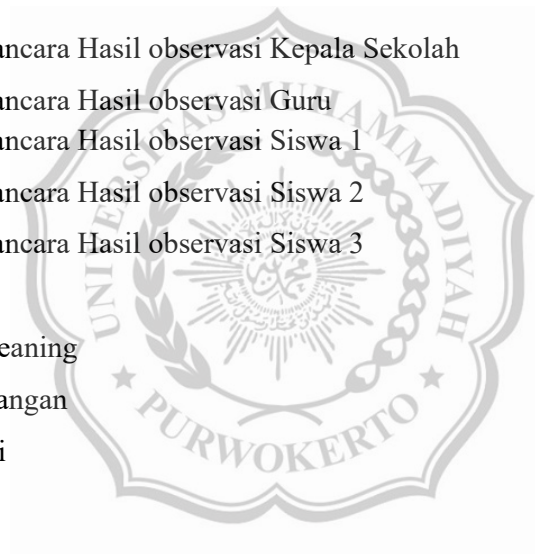 ancara Hasil observasi Kepala Sekolah
ancara Hasil observasi Guru
ancara Hasil observasi Siswa 1
ancara Hasil observasi Siswa 2
ancara Hasil observasi Siswa 3
eaning
angan
i
UNIVERSITAS MUHAMMADIYAH
PURWOKERTO